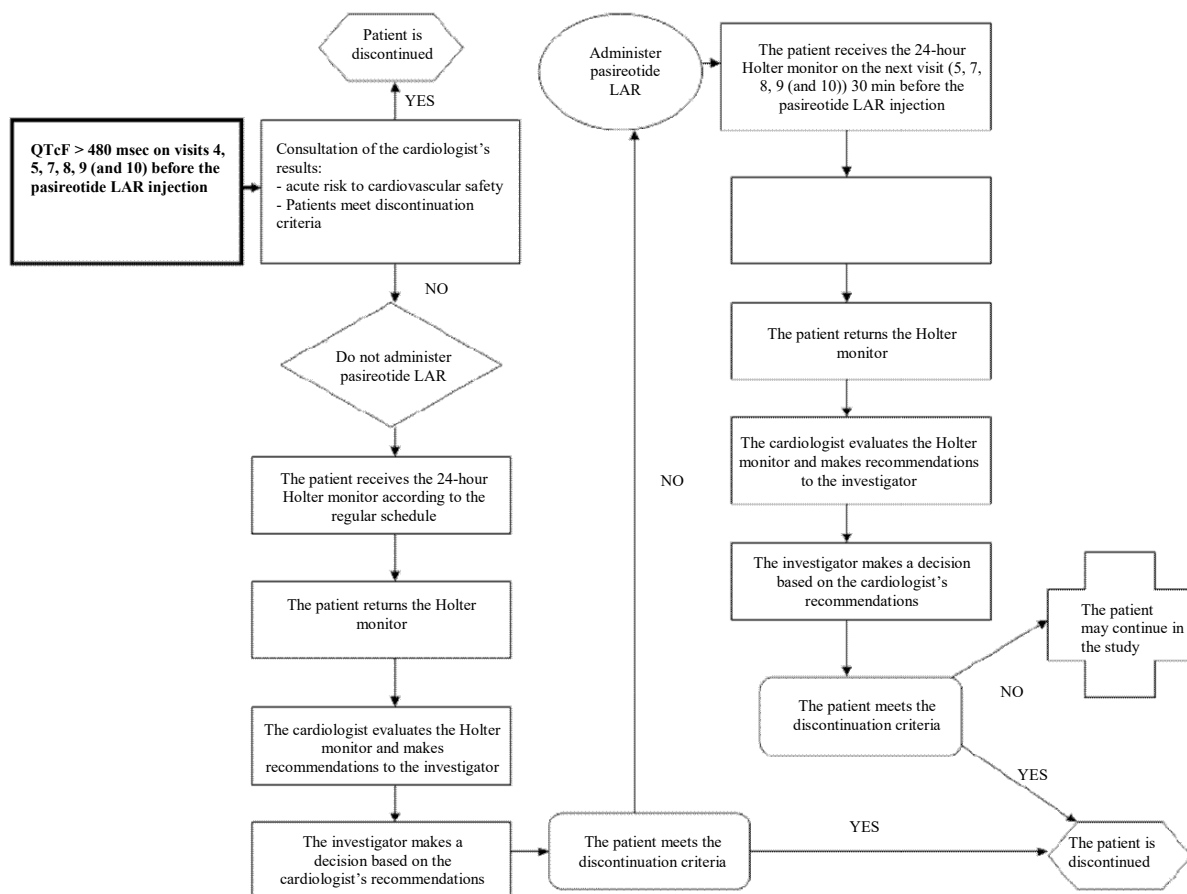 Patient is
discontinued
YES
QTcF > 480 msec on visits 4,
5, 7, 8, 9 (and 10) before the
pasireotide LAR injection
Consultation of the cardiologist's
results:
- acute risk to cardiovascular safety
- Patients meet discontinuation
criteria
NO
Do not administer
pasireotide LAR
The patient receives the 24-hour
Holter monitor according to the
regular schedule
The patient returns the Holter
monitor
The cardiologist evaluates the Holter
monitor and makes
recommendations to the investigator
The investigator makes a
decision based on the
cardiologist's recommendations
The patient meets the
discontinuation criteria
NO
YES
Administer
pasireotide
LAR
The patient receives the 24-hour
Holter monitor on the next visit (5, 7,
8, 9 (and 10)) 30 min before the
pasireotide LAR injection
The patient returns the Holter
monitor
The cardiologist evaluates the Holter
monitor and makes recommendations
to the investigator
The investigator makes a decision
based on the cardiologist's
recommendations
The patient meets the
discontinuation criteria
NO
The patient
may continue in
the study
YES
The patient is
discontinued